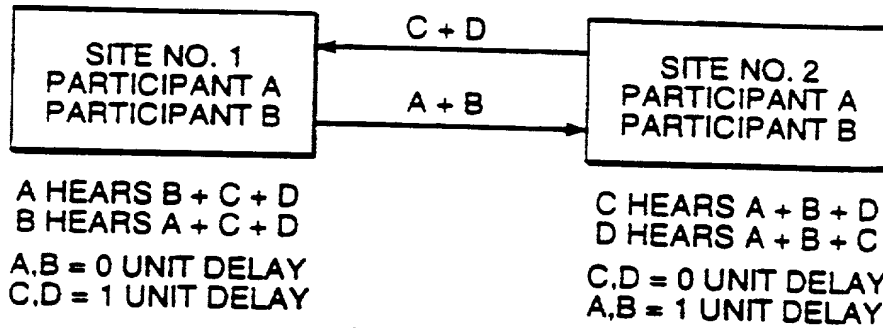 C + D
SITE NO. 1
PARTICIPANT A
PARTICIPANT B
A + B
SITE NO. 2
PARTICIPANT A
PARTICIPANT B
A HEARS B + C + D
B HEARS A + C + D
A,B = 0 UNIT DELAY
C,D = 1 UNIT DELAY
C HEARS A + B + D
D HEARS A + B + C
C,D = 0 UNIT DELAY
A,B = 1 UNIT DELAY